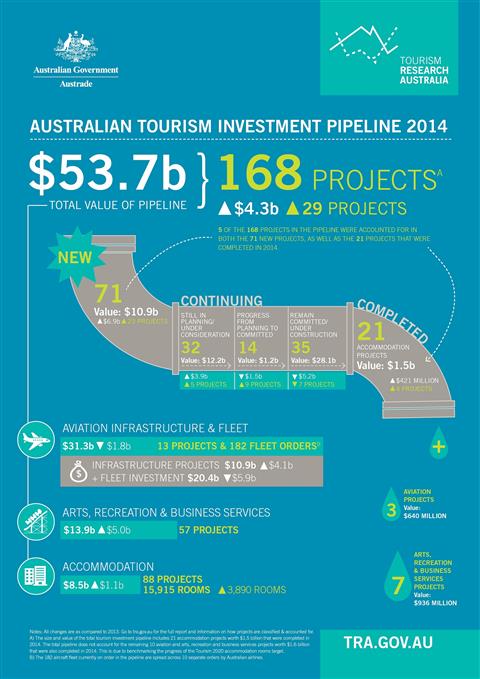 Australian Government
Austrade
TOURISM
RESEARCH
AUSTRALIA
AUSTRALIAN TOURISM INVESTMENT PIPELINE 2014
$53.7b } 168 PROJECTSᴬ
TOTAL VALUE OF PIPELINE
▲$4.3b ▲29 PROJECTS
5 OF THE 168 PROJECTS IN THE PIPELINE WERE ACCOUNTED FOR IN
BOTH THE 71 NEW PROJECTS, AS WELL AS THE 21 PROJECTS THAT WERE
COMPLETED IN 2014.
NEW
71
Value: $10.9b
▲$6.9b ▲23 PROJECTS
CONTINUING
STILL IN
PLANNING/
UNDER
CONSIDERATION
32
Value: $12.2b
▲$3.9b
▲5 PROJECTS
PROGRESS
FROM
PLANNING TO
COMMITTED
14
Value: $1.2b
▼$1.5b
▲9 PROJECTS
REMAIN
COMMITTED/
UNDER
CONSTRUCTION
35
Value: $28.1b
▼$5.2b
▼7 PROJECTS
COMPLETED
21
ACCOMMODATION
PROJECTS
Value: $1.5b
▲$421 MILLION
PROJECTS
+
AVIATION INFRASTRUCTURE & FLEET
$31.3b ▼$1.8b 13 PROJECTS & 182 FLEET ORDERSᴮ
$
INFRASTRUCTURE PROJECTS $10.9b ▲$4.1b
+ FLEET INVESTMENT $20.4b ▼$5.9b
3
AVIATION
PROJECTS
Value:
$640 MILLION
ARTS, RECREATION & BUSINESS SERVICES
$13.9b ▲$5.0b 57 PROJECTS
7
ARTS,
RECREATION
& BUSINESS
SERVICES
PROJECTS
Value:
$936 MILLION
ACCOMMODATION
$8.5b ▲$1.1b
88 PROJECTS
15,915 ROOMS ▲3,890 ROOMS
Notes: All changes are as compared to 2013. Go to tra.gov.au for the full report and information on how projects are classified & accounted for.
A) The size and value of the total tourism investment pipeline includes 21 accommodation projects worth $1.5 billion that were completed in
2014. The total pipeline does not account for the remaining 10 aviation and arts, recreation and business services projects worth $1.6 billion
that were also completed in 2014. This is due to benchmarking the progress of the Tourism 2020 accommodation rooms target.
B) The 182 aircraft fleet currently on order in the pipeline are spread across 10 separate orders by Australian airlines.
TRA.GOV.AU